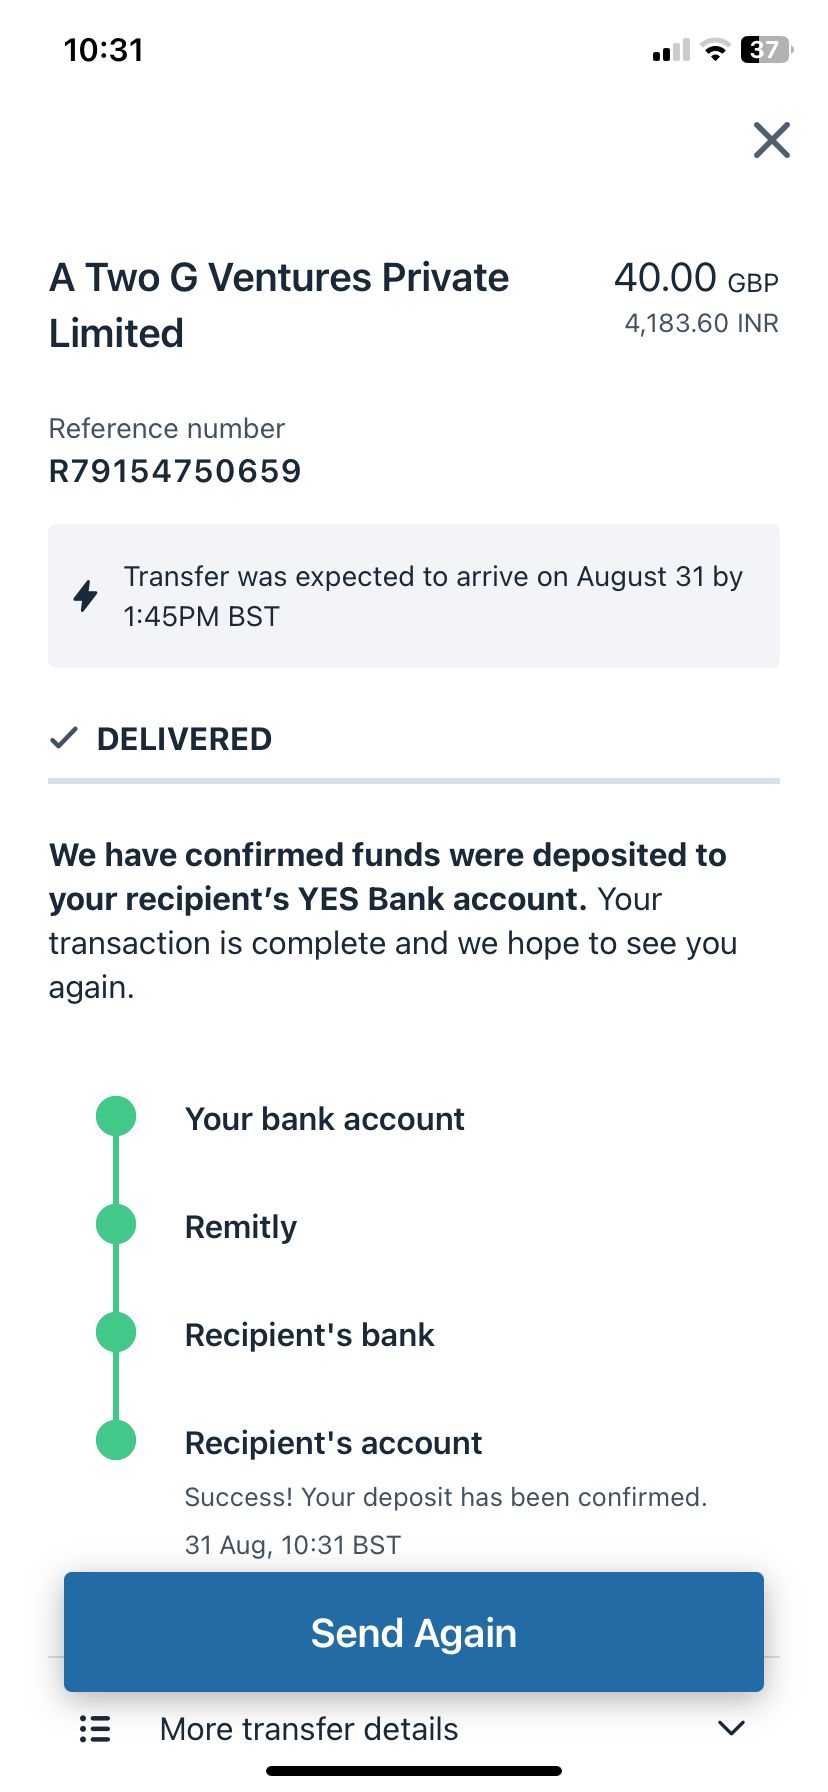 10:31
37
A Two G Ventures Private
Limited
40.00 GBP
4,183.60 INR
Reference number
R79154750659
Transfer was expected to arrive on August 31 by
1:45PM BST
DELIVERED
We have confirmed funds were deposited to
your recipient’s YES Bank account. Your
transaction is complete and we hope to see you
again.
Your bank account
Remitly
Recipient's bank
Recipient's account
Success! Your deposit has been confirmed.
31 Aug, 10:31 BST
Send Again
More transfer details